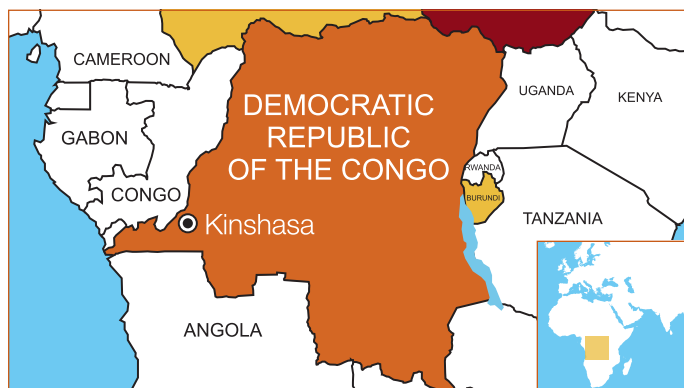 CAMEROON
DEMOCRATIC
REPUBLIC
OF THE CONGO
UGANDA
KENYA
GABON
RWANDA
CONGO
BURUNDI
Kinshasa
TANZANIA
ANGOLA